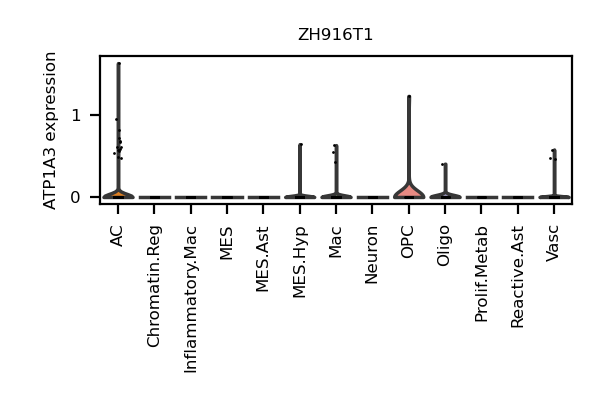 ZH916T1
ATP1A3 expression
1
0
AC
Chromatin.Reg
Inflammatory.Mac
MES
MES.Ast
MES.Hyp
Mac
Neuron
OPC
Oligo
Prolif.Metab
Reactive.Ast
Vasc